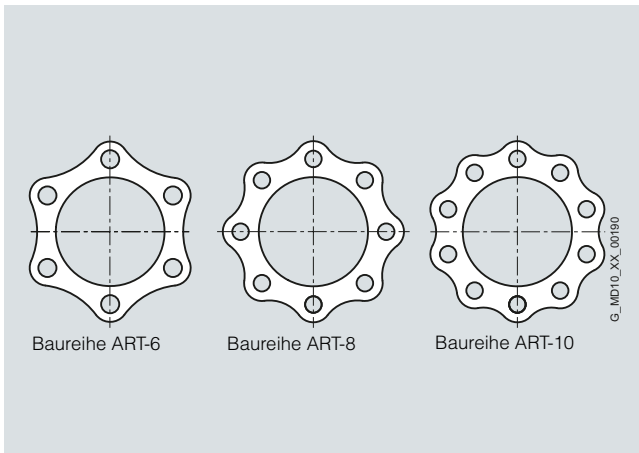 Baureihe ART-6
Baureihe ART-8
Baureihe ART-10
G_MD10_XX_00190